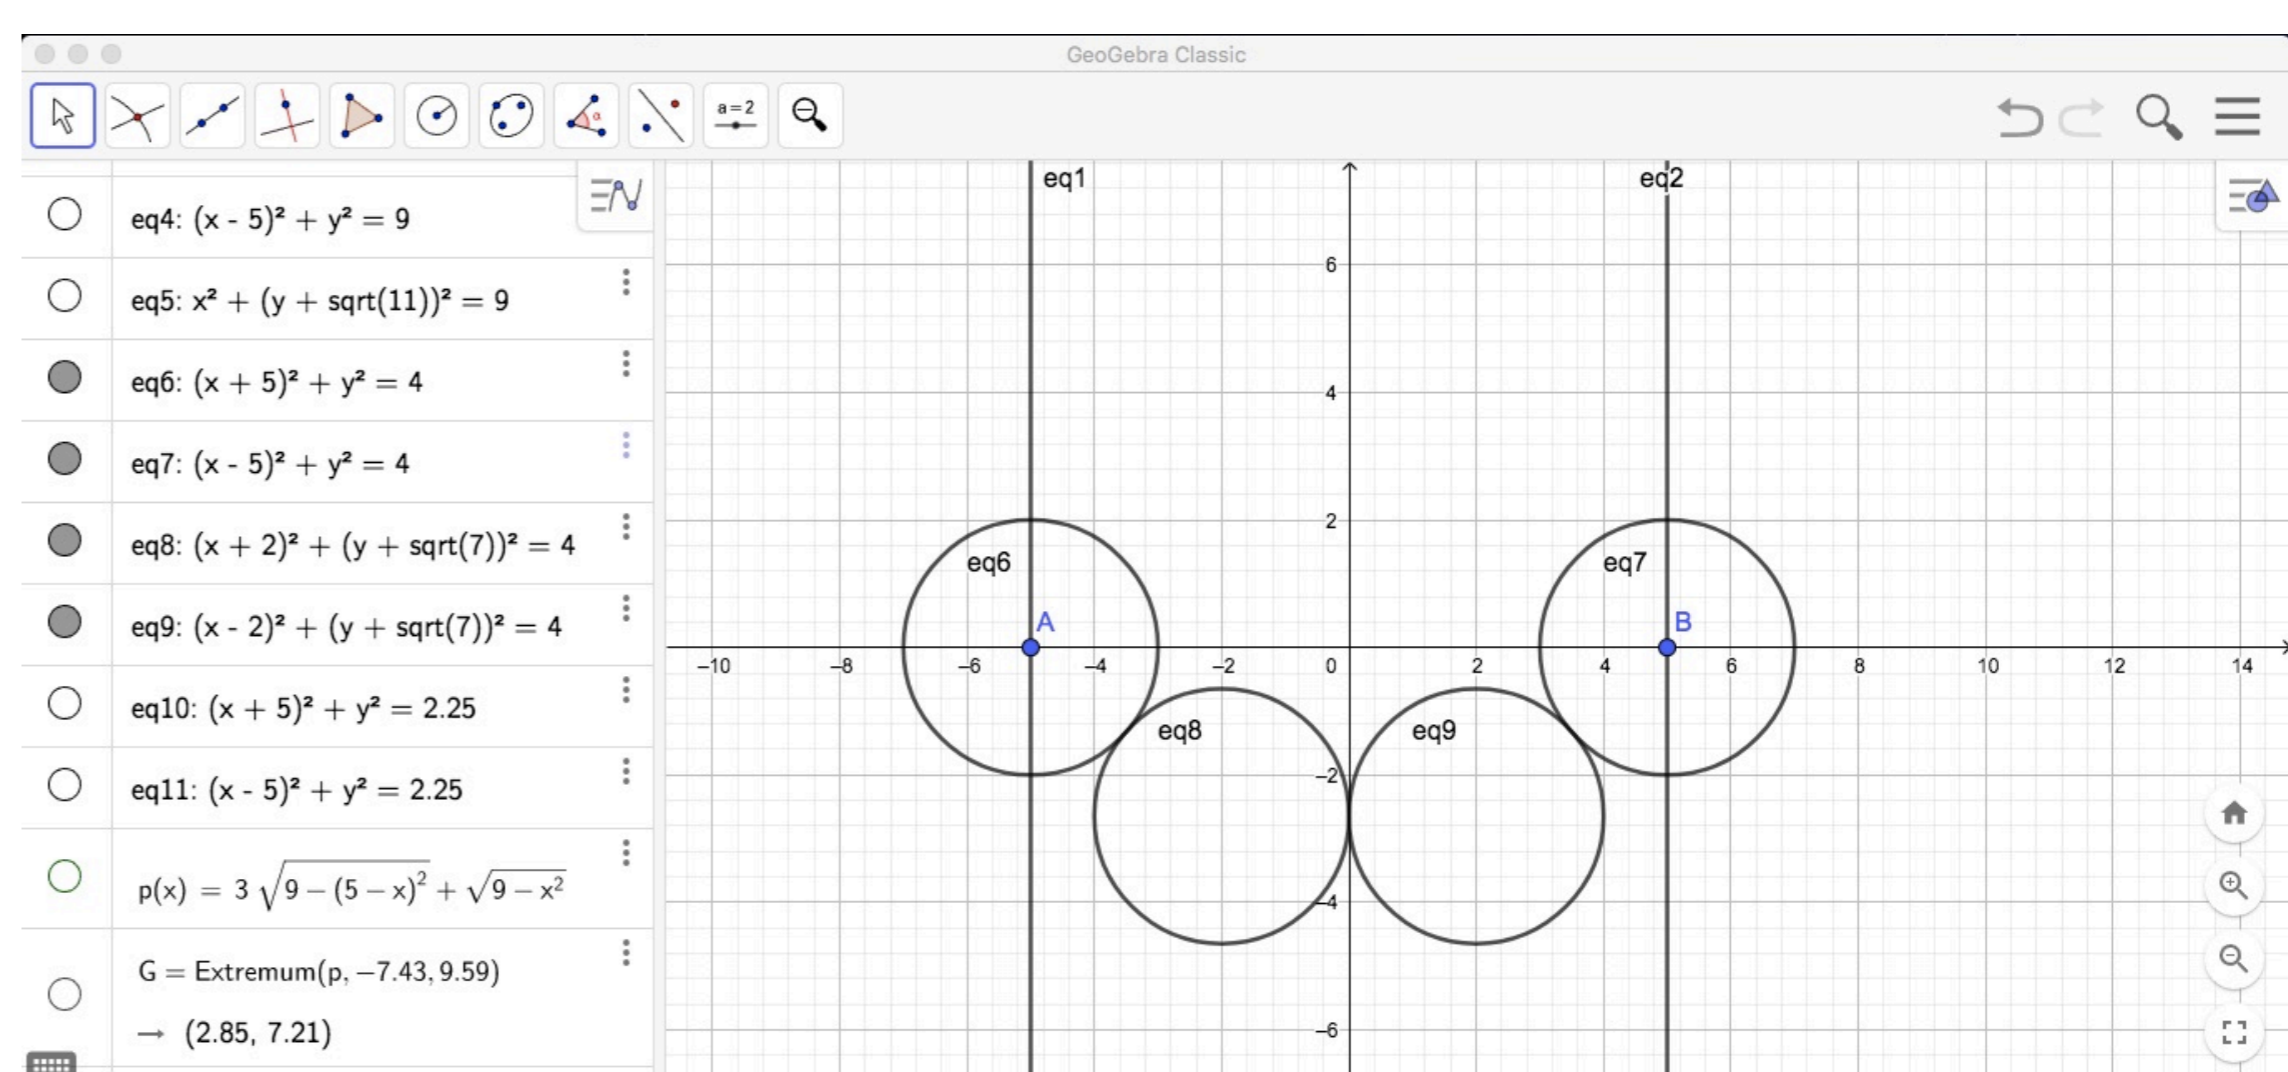 GeoGebra Classic
a=2
eq4: (x - 5)² + y² = 9
eq5: x² + (y + sqrt(11))² = 9
eq6: (x + 5)² + y² = 4
eq7: (x - 5)² + y² = 4
eq8: (x + 2)² + (y + sqrt(7))² = 4
eq9: (x - 2)² + (y + sqrt(7))² = 4
eq10: (x + 5)² + y² = 2.25
eq11: (x - 5)² + y² = 2.25
p(x) = 3 √(9 – (5 – x)²) + √(9 – x²)
G = Extremum(p, –7.43, 9.59)
→ (2.85, 7.21)
eq1
eq2
6
4
2
eq6
eq7
A
B
–10 –8 –6 –4 –2 0 2 4 6 8 10 12 14
eq8
eq9
–2
–4
–6